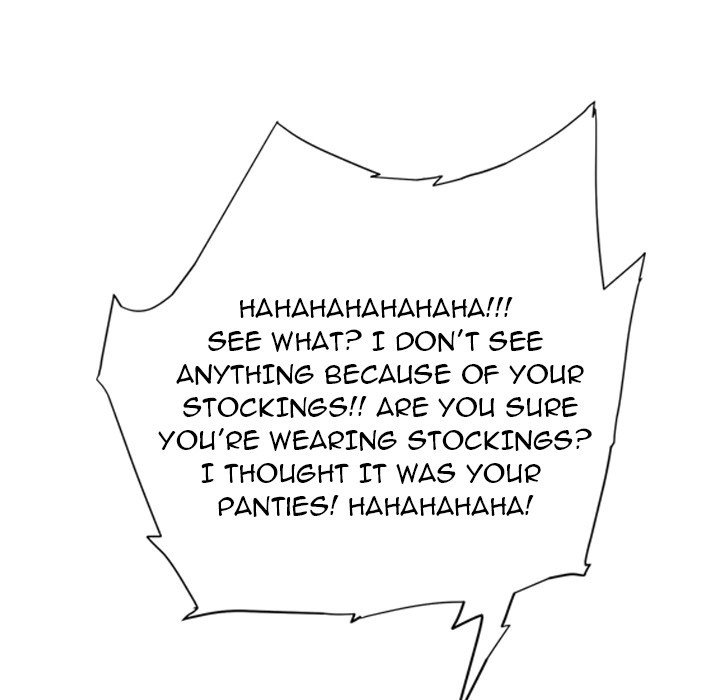 HAHAHAHAHAHAHA!!!
SEE WHAT? I DON'T SEE
ANYTHING BECAUSE OF YOUR
STOCKINGS!! ARE YOU SURE
YOU'RE WEARING STOCKINGS?
I THOUGHT IT WAS YOUR
PANTIES! HAHAHAHAHA!